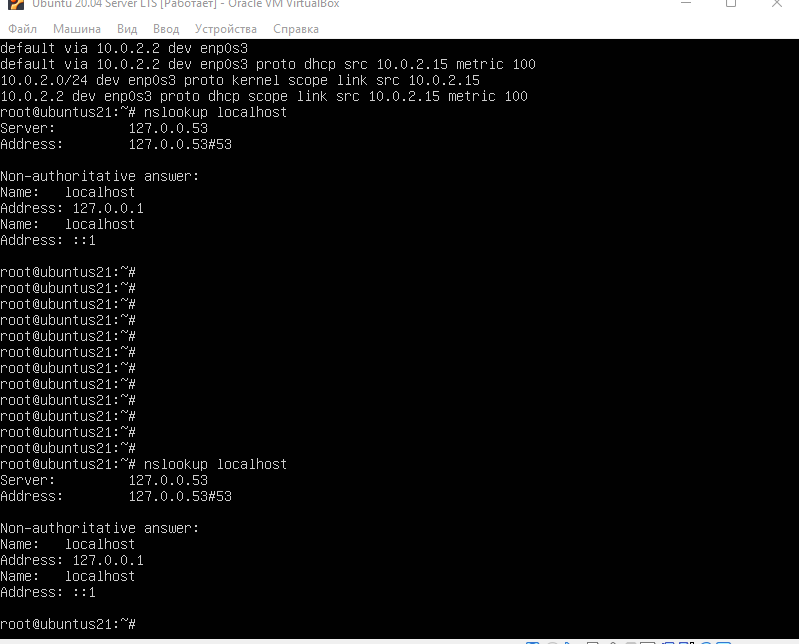 Ubuntu 20.04 Server LTS [Работает] - Oracle VM VirtualBox
Файл Машина Вид Ввод Устройства Справка
default via 10.0.2.2 dev enp0s3
default via 10.0.2.2 dev enp0s3 proto dhcp src 10.0.2.15 metric 100
10.0.2.0/24 dev enp0s3 proto kernel scope link src 10.0.2.15
10.0.2.2 dev enp0s3 proto dhcp scope link src 10.0.2.15 metric 100
root@ubuntus21:~# nslookup localhost
Server: 127.0.0.53
Address: 127.0.0.53#53
Non-authoritative answer:
Name: localhost
Address: 127.0.0.1
Name: localhost
Address: ::1
root@ubuntus21:~#
root@ubuntus21:~#
root@ubuntus21:~#
root@ubuntus21:~#
root@ubuntus21:~#
root@ubuntus21:~#
root@ubuntus21:~#
root@ubuntus21:~#
root@ubuntus21:~#
root@ubuntus21:~#
root@ubuntus21:~#
root@ubuntus21:~#
root@ubuntus21:~# nslookup localhost
Server: 127.0.0.53
Address: 127.0.0.53#53
Non-authoritative answer:
Name: localhost
Address: 127.0.0.1
Name: localhost
Address: ::1
root@ubuntus21:~#